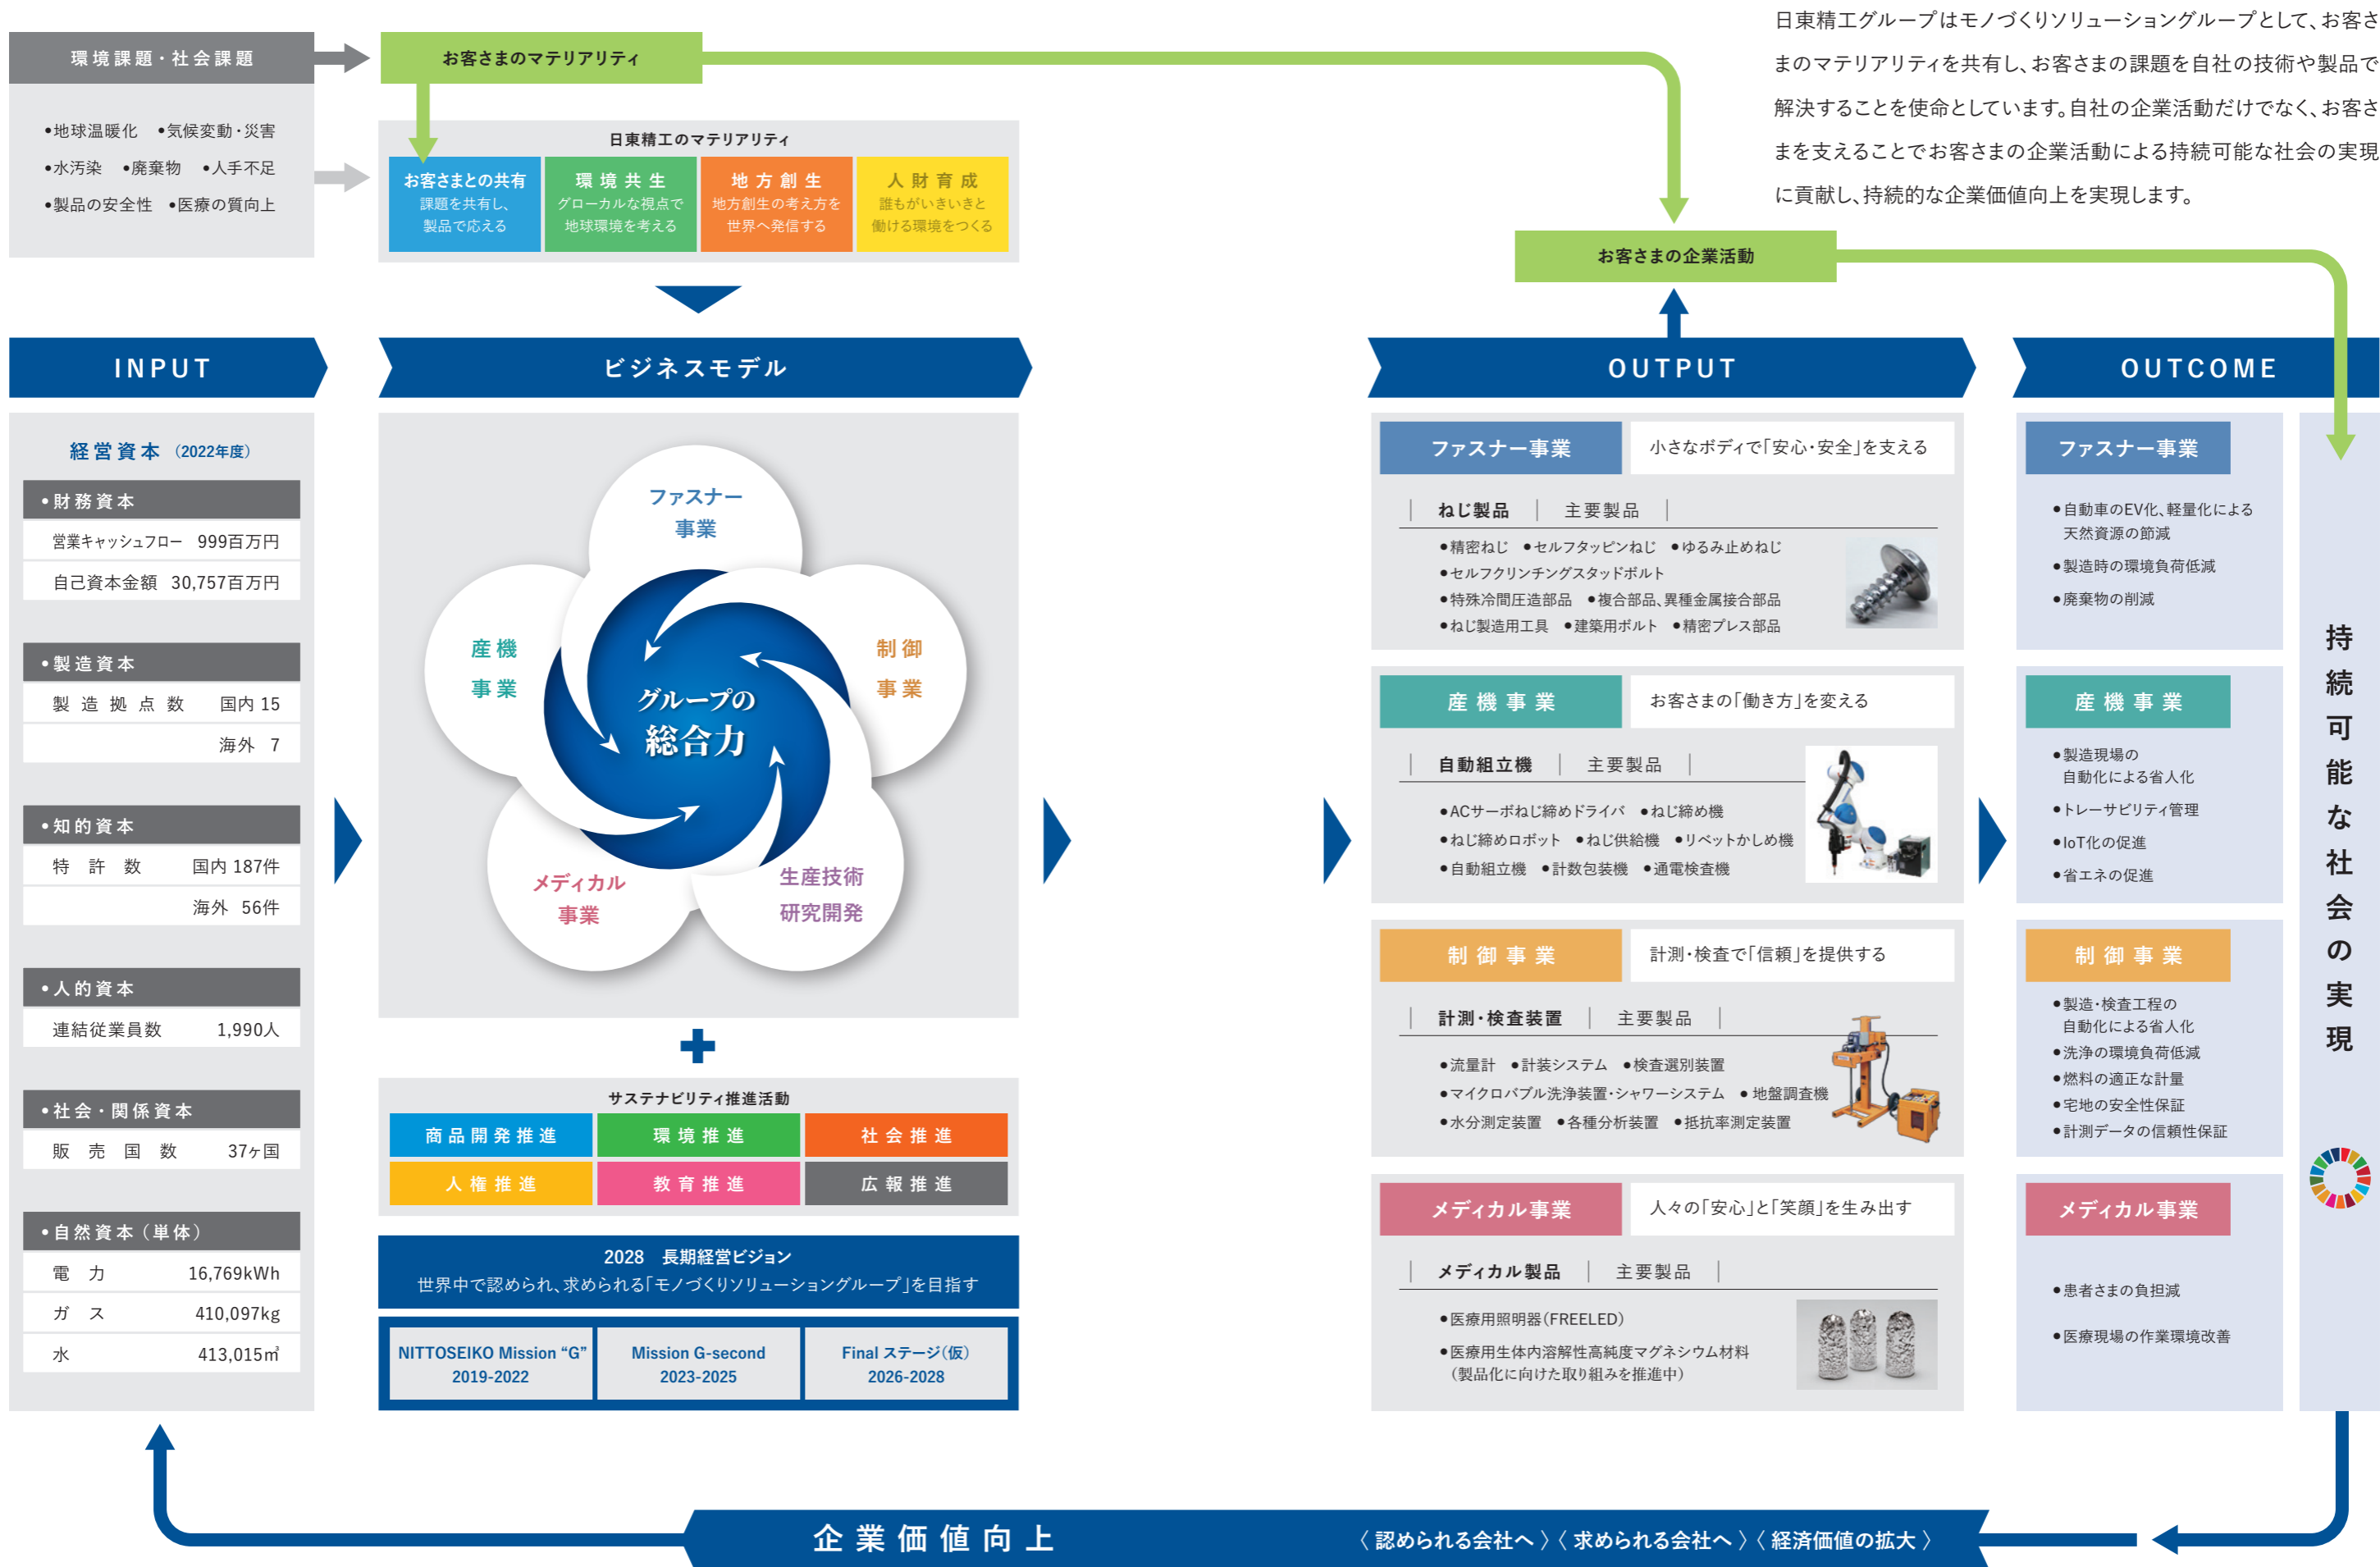 日東精工グループはモノづくりソリューショングループとして、お客さ
まのマテリアリティを共有し、お客さまの課題を自社の技術や製品で
解決することを使命としています。自社の企業活動だけでなく、お客さ
まを支えることでお客さまの企業活動による持続可能な社会の実現
に貢献し、持続的な企業価値向上を実現します。
環境課題・社会課題
•地球温暖化 •気候変動・災害
•水汚染 •廃棄物 •人手不足
•製品の安全性 •医療の質向上
お客さまのマテリアリティ
日東精工のマテリアリティ
お客さまとの共有
課題を共有し、
製品で応える
環境共生
グローカルな視点で
地球環境を考える
地方創生
地方創生の考え方を
世界へ発信する
人財育成
誰もがいきいきと
働ける環境をつくる
お客さまの企業活動
INPUT
経営資本（2022年度）
•財務資本
営業キャッシュフロー 999百万円
自己資本金額 30,757百万円
•製造資本
製造拠点数 国内 15
海外 7
•知的資本
特許数 国内 187件
海外 56件
•人的資本
連結従業員数 1,990人
•社会・関係資本
販売国数 37ヶ国
•自然資本（単体）
電力 16,769kWh
ガス 410,097kg
水 413,015㎥
ビジネスモデル
ファスナー
事業
産機
事業
制御
事業
グループの
総合力
メディカル
事業
生産技術
研究開発
サステナビリティ推進活動
商品開発推進 環境推進 社会推進
人権推進 教育推進 広報推進
2028 長期経営ビジョン
世界中で認められ、求められる「モノづくりソリューショングループ」を目指す
NITTOSEIKO Mission “G”
2019-2022
Mission G-second
2023-2025
Final ステージ（仮）
2026-2028
OUTPUT
ファスナー事業 小さなボディで「安心・安全」を支える
ねじ製品 主要製品
•精密ねじ •セルフタッピンねじ •ゆるみ止めねじ
•セルフクリンチングスタッドボルト
•特殊冷間圧造部品 •複合部品、異種金属接合部品
•ねじ製造用工具 •建築用ボルト •精密プレス部品
産機事業 お客さまの「働き方」を変える
自動組立機 主要製品
•ACサーボねじ締めドライバ •ねじ締め機
•ねじ締めロボット •ねじ供給機 •リベットかしめ機
•自動組立機 •計数包装機 •通電検査機
制御事業 計測・検査で「信頼」を提供する
計測・検査装置 主要製品
•流量計 •計装システム •検査選別装置
•マイクロバブル洗浄装置・シャワーシステム •地盤調査機
•水分測定装置 •各種分析装置 •抵抗率測定装置
メディカル事業 人々の「安心」と「笑顔」を生み出す
メディカル製品 主要製品
•医療用照明器（FREELED）
•医療用生体内溶解性高純度マグネシウム材料
（製品化に向けた取り組みを推進中）
OUTCOME
ファスナー事業
•自動車のEV化、軽量化による
天然資源の節減
•製造時の環境負荷低減
•廃棄物の削減
産機事業
•製造現場の
自動化による省人化
•トレーサビリティ管理
•IoT化の促進
•省エネの促進
制御事業
•製造・検査工程の
自動化による省人化
•洗浄の環境負荷低減
•燃料の適正な計量
•宅地の安全性保証
•計測データの信頼性保証
メディカル事業
•患者さまの負担減
•医療現場の作業環境改善
持続可能な社会の実現
企業価値向上 〈 認められる会社へ 〉〈 求められる会社へ 〉〈 経済価値の拡大 〉